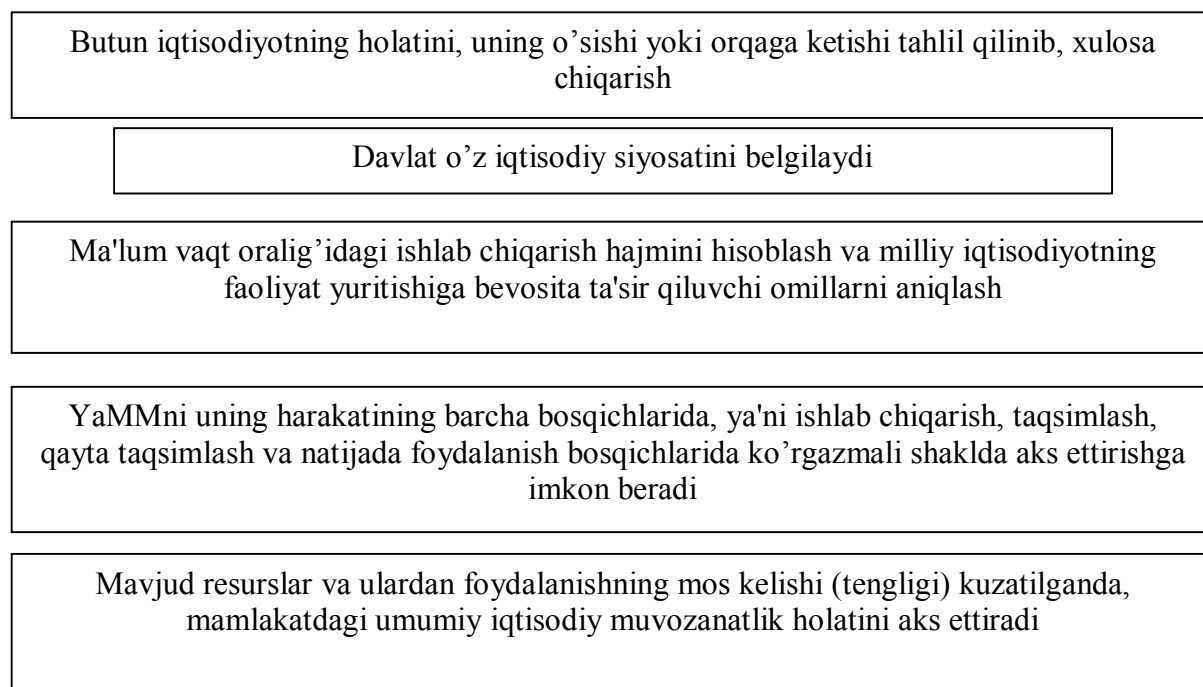 Butun iqtisodiyotning holatini, uning o’sishi yoki orqaga ketishi tahlil qilinib, xulosa
chiqarish
Davlat o’z iqtisodiy siyosatini belgilaydi
Ma'lum vaqt oralig’idagi ishlab chiqarish hajmini hisoblash va milliy iqtisodiyotning
faoliyat yuritishiga bevosita ta'sir qiluvchi omillarni aniqlash
YaMMni uning harakatining barcha bosqichlarida, ya'ni ishlab chiqarish, taqsimlash,
qayta taqsimlash va natijada foydalanish bosqichlarida ko’rgazmali shaklda aks ettirishga
imkon beradi
Mavjud resurslar va ulardan foydalanishning mos kelishi (tengligi) kuzatilganda,
mamlakatdagi umumiy iqtisodiy muvozanatlik holatini aks ettiradi